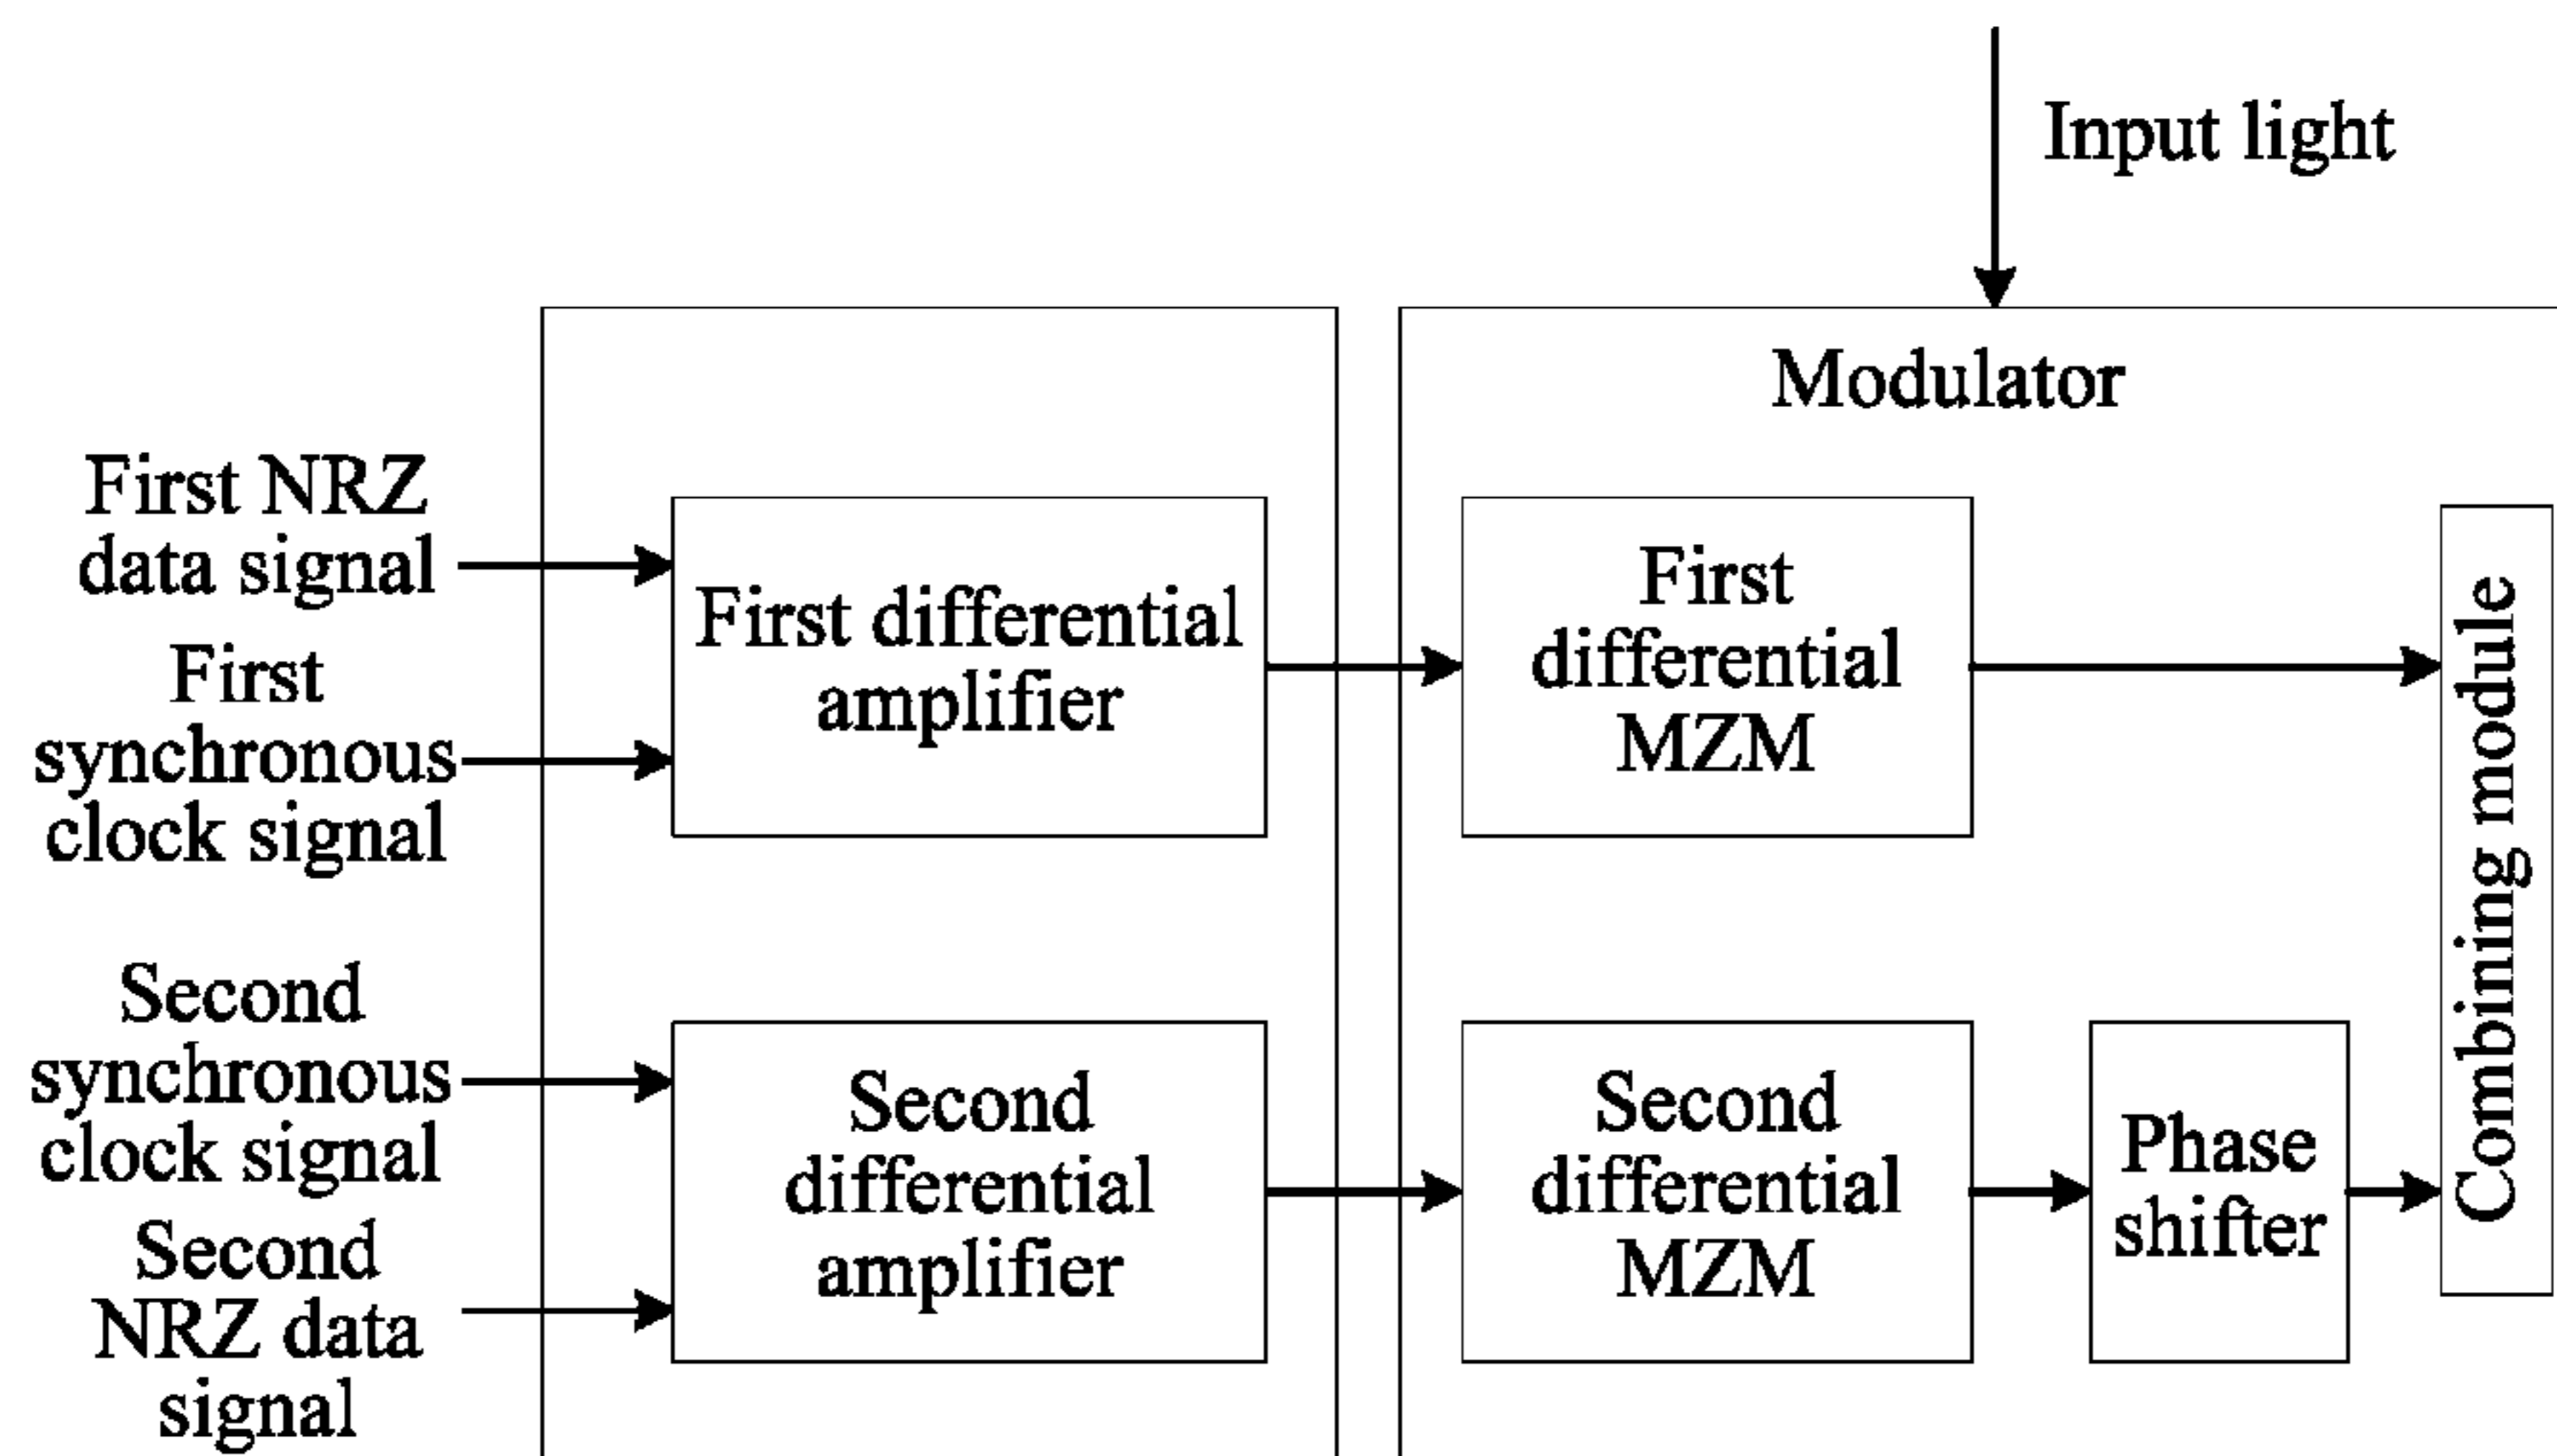 Input light
Modulator
First NRZ
data signal
First
synchronous
clock signal
First differential
amplifier
First
differential
MZM
Combining module
Second
synchronous
clock signal
Second
NRZ data
signal
Second
differential
amplifier
Second
differential
MZM
Phase
shifter